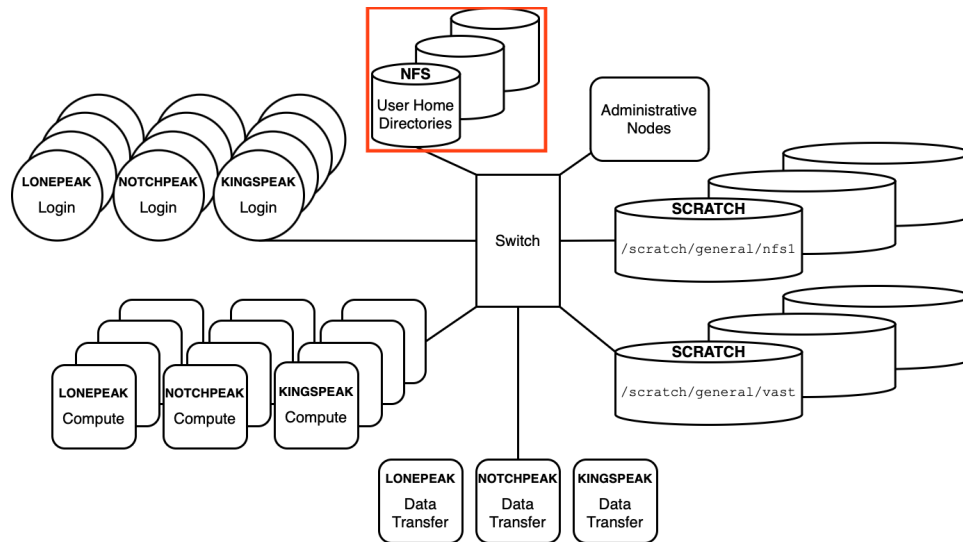 NFS
User Home
Directories
Administrative
Nodes
LONEPEAK
Login
NOTCHPEAK
Login
KINGSPEAK
Login
Switch
SCRATCH
/scratch/general/nfs1
SCRATCH
/scratch/general/vast
LONEPEAK
Compute
NOTCHPEAK
Compute
KINGSPEAK
Compute
LONEPEAK
Data
Transfer
NOTCHPEAK
Data
Transfer
KINGSPEAK
Data
Transfer